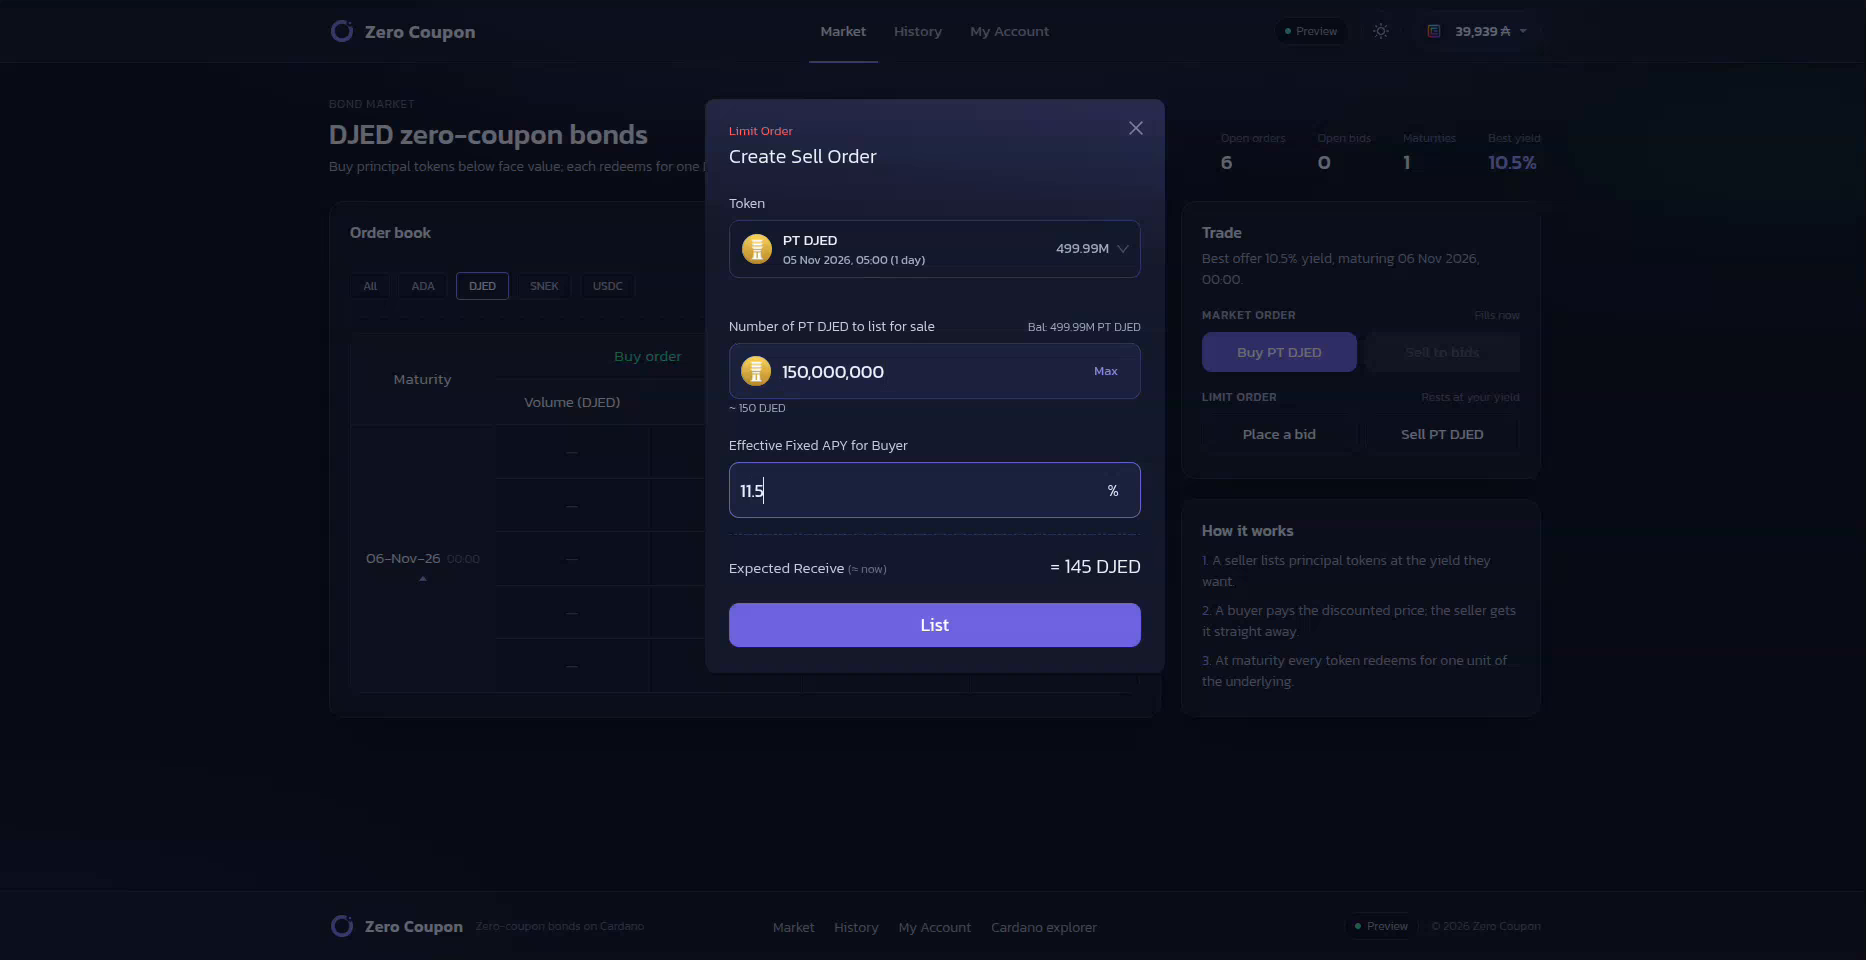 Zero Coupon
Market
History
My Account
Preview
39,939 ₳
BOND MARKET
DJED zero-coupon bonds
Buy principal tokens below face value; each redeems for one
Open orders
6
Open bids
0
Maturities
1
Best yield
10.5%
Order book
All
ADA
DJED
SNEK
USDC
Buy order
Maturity
Volume (DJED)
06-Nov-26 00:00
—
—
—
—
—
Limit Order
Create Sell Order
Token
PT DJED
05 Nov 2026, 05:00 (1 day)
499.99M
Number of PT DJED to list for sale
Bal: 499.99M PT DJED
150,000,000
Max
~ 150 DJED
Effective Fixed APY for Buyer
11.5
%
Expected Receive (≈ now)
= 145 DJED
List
Trade
Best offer 10.5% yield, maturing 06 Nov 2026,
00:00.
MARKET ORDER
Fills now
Buy PT DJED
Sell to bids
LIMIT ORDER
Rests at your yield
Place a bid
Sell PT DJED
How it works
1. A seller lists principal tokens at the yield they
want.
2. A buyer pays the discounted price; the seller gets
it straight away.
3. At maturity every token redeems for one unit of
the underlying.
Zero Coupon
Zero-coupon bonds on Cardano
Market
History
My Account
Cardano explorer
Preview
© 2026 Zero Coupon